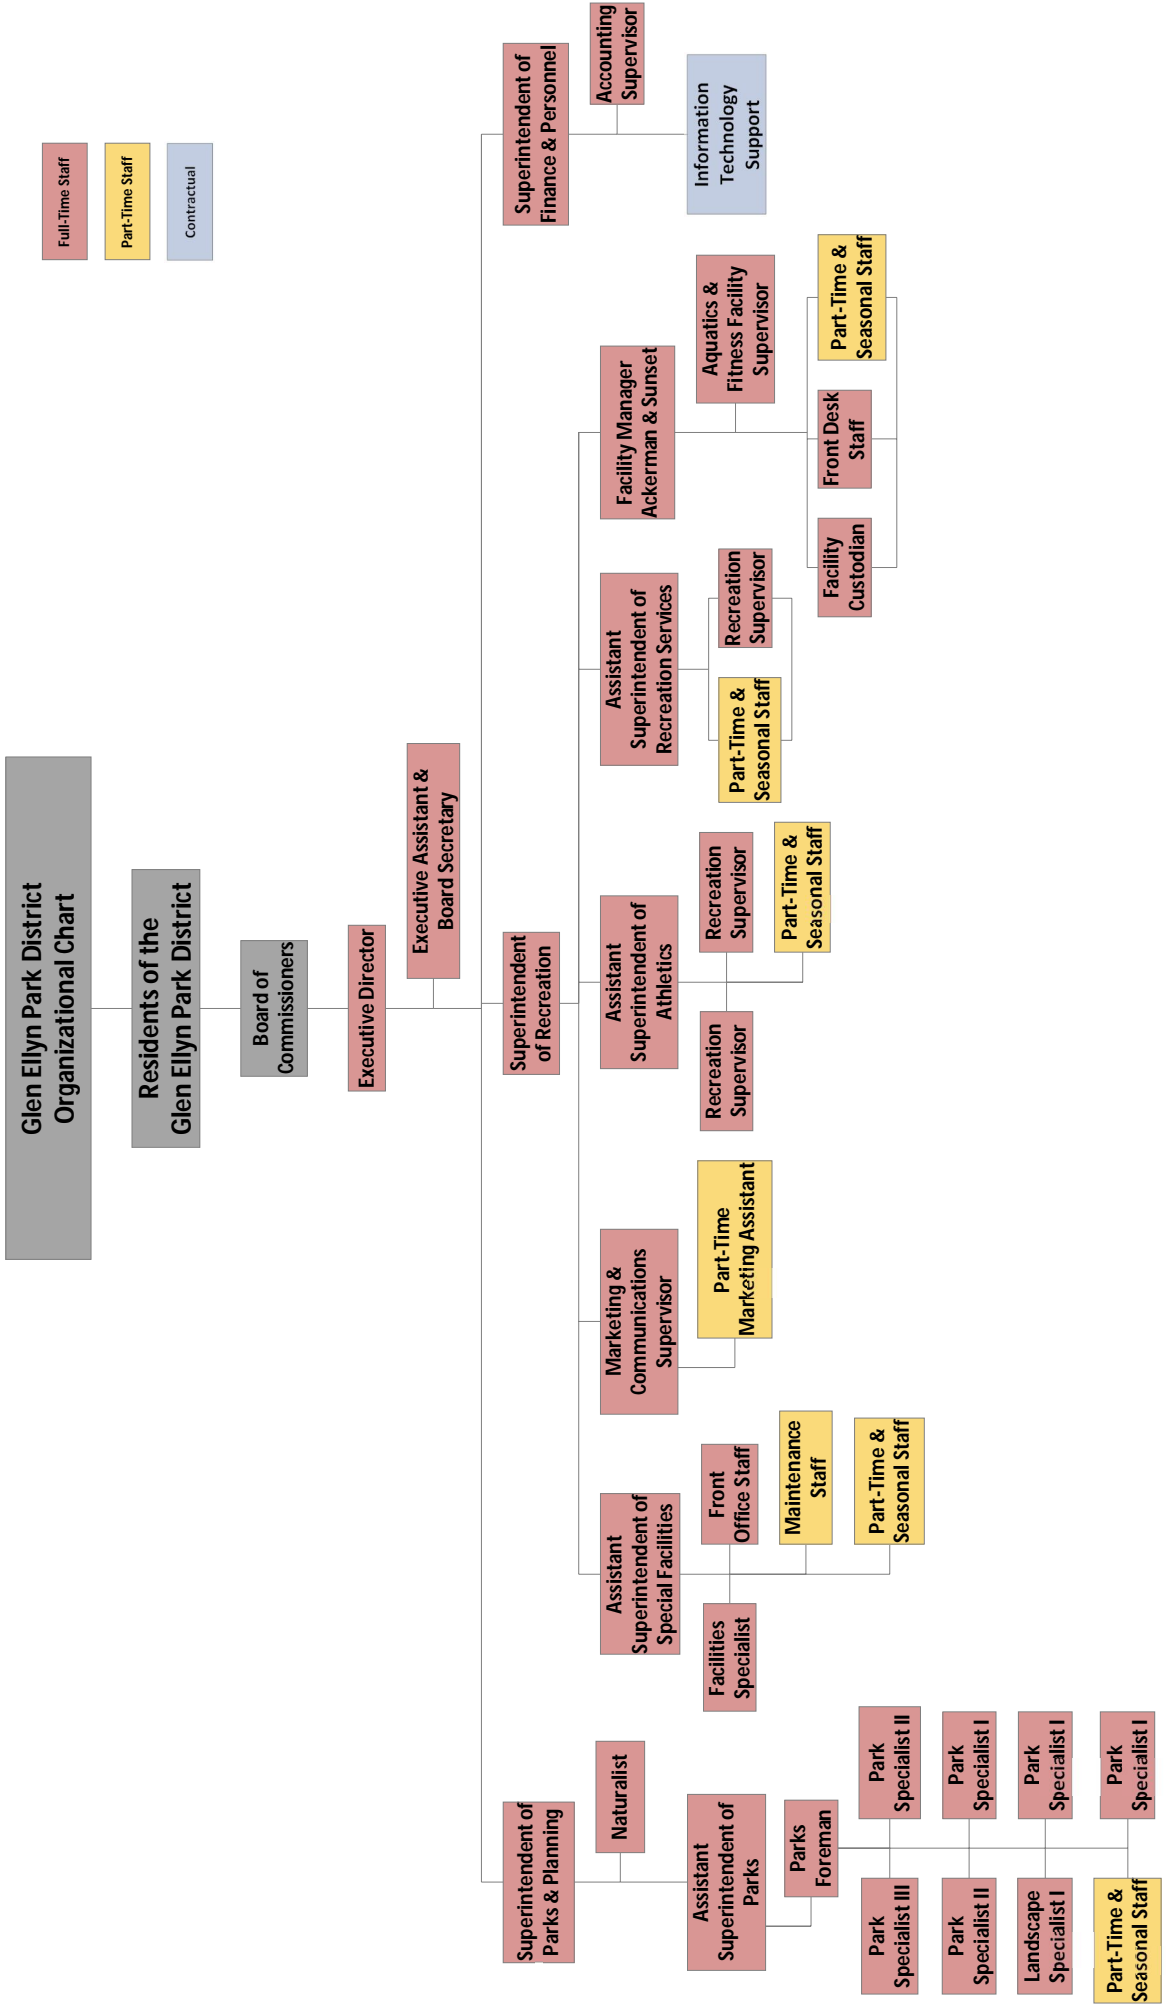 Glen Ellyn Park District
Organizational Chart
Full-Time Staff
Part-Time Staff
Contractual
Residents of the
Glen Ellyn Park District
Board of
Commissioners
Executive Director
Executive Assistant &
Board Secretary
Superintendent of
Parks & Planning
Superintendent
of Recreation
Superintendent of
Finance & Personnel
Naturalist
Accounting
Supervisor
Assistant
Superintendent of
Special Facilities
Marketing &
Communications
Supervisor
Assistant
Superintendent of
Athletics
Assistant
Superintendent of
Recreation Services
Facility Manager
Ackerman & Sunset
Assistant
Superintendent of
Parks
Information
Technology
Support
Facilities
Specialist
Front
Office Staff
Part-Time
Marketing Assistant
Recreation
Supervisor
Recreation
Supervisor
Part-Time &
Seasonal Staff
Recreation
Supervisor
Aquatics &
Fitness Facility
Supervisor
Parks
Foreman
Maintenance
Staff
Part-Time &
Seasonal Staff
Facility
Custodian
Front Desk
Staff
Part-Time &
Seasonal Staff
Part-Time &
Seasonal Staff
Park
Specialist III
Park
Specialist II
Park
Specialist II
Park
Specialist I
Landscape
Specialist I
Park
Specialist I
Part-Time &
Seasonal Staff
Park
Specialist I